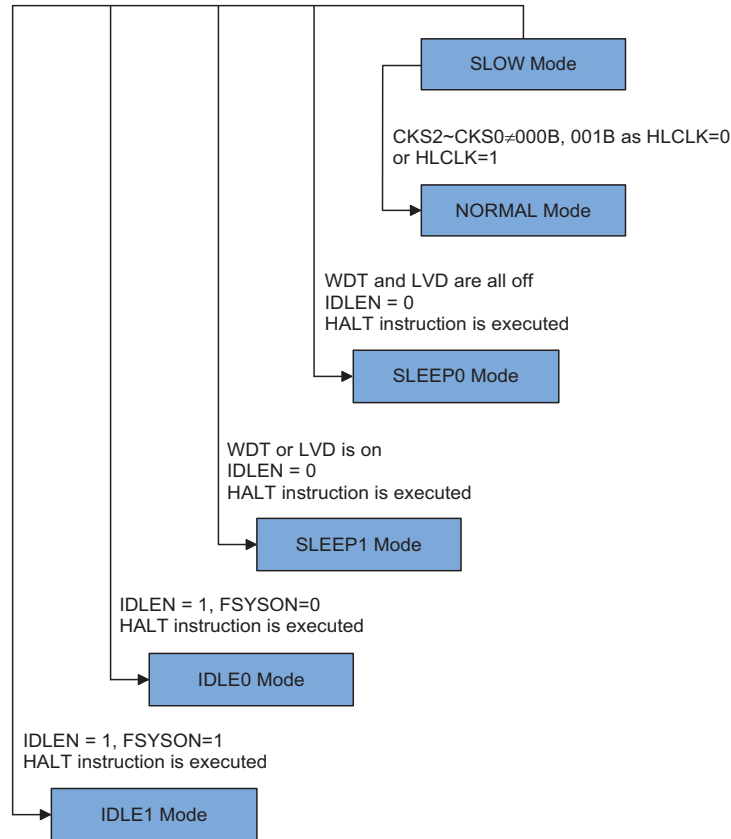 SLOW Mode
CKS2~CKS0≠000B, 001B as HLCLK=0
or HLCLK=1
NORMAL Mode
WDT and LVD are all off
IDLEN = 0
HALT instruction is executed
SLEEP0 Mode
WDT or LVD is on
IDLEN = 0
HALT instruction is executed
SLEEP1 Mode
IDLEN = 1, FSYSON=0
HALT instruction is executed
IDLE0 Mode
IDLEN = 1, FSYSON=1
HALT instruction is executed
IDLE1 Mode